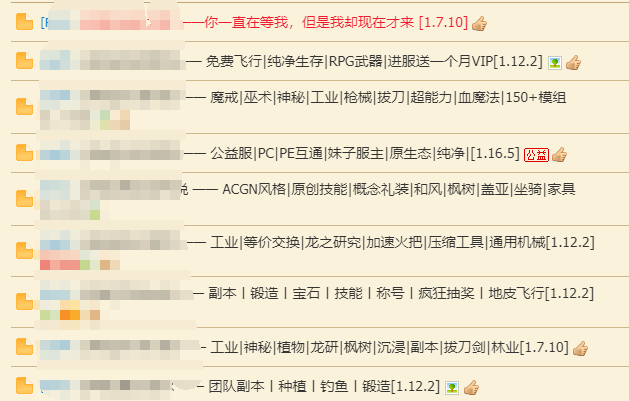 ——你一直在等我，但是我却现在才来 [1.7.10]
—— 免费飞行|纯净生存|RPG武器|进服送一个月VIP[1.12.2]
—— 魔戒|巫术|神秘|工业|枪械|拔刀|超能力|血魔法|150+模组
—— 公益服|PC|PE互通|妹子服主|原生态|纯净|[1.16.5] 公益
说 —— ACGN风格|原创技能|概念礼装|和风|枫树|盖亚|坐骑|家具
—— 工业|等价交换|龙之研究|加速火把|压缩工具|通用机械[1.12.2]
— 副本丨锻造丨宝石丨技能丨称号丨疯狂抽奖丨地皮飞行[1.12.2]
– 工业|神秘|植物|龙研|枫树|沉浸|副本|拔刀剑|林业[1.7.10]
– 团队副本丨种植丨钓鱼丨锻造[1.12.2]